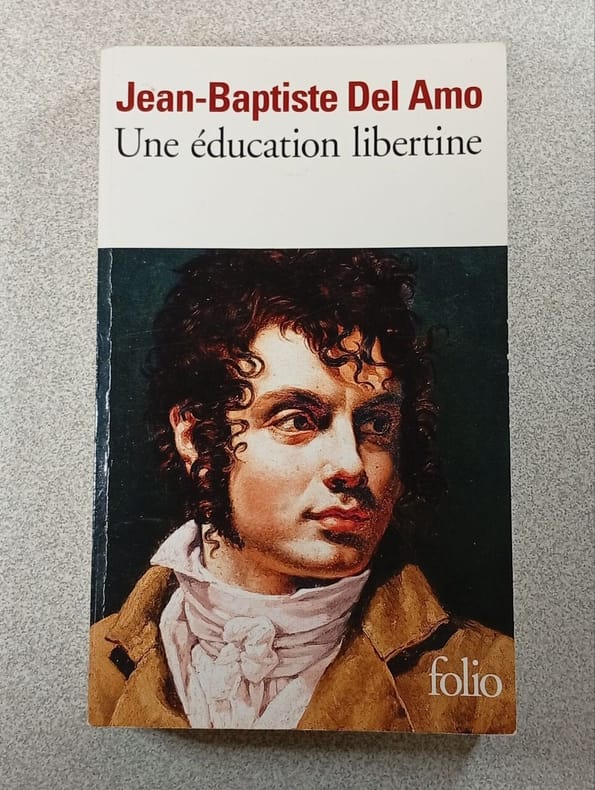 Jean-Baptiste Del Amo
Une éducation libertine
folio